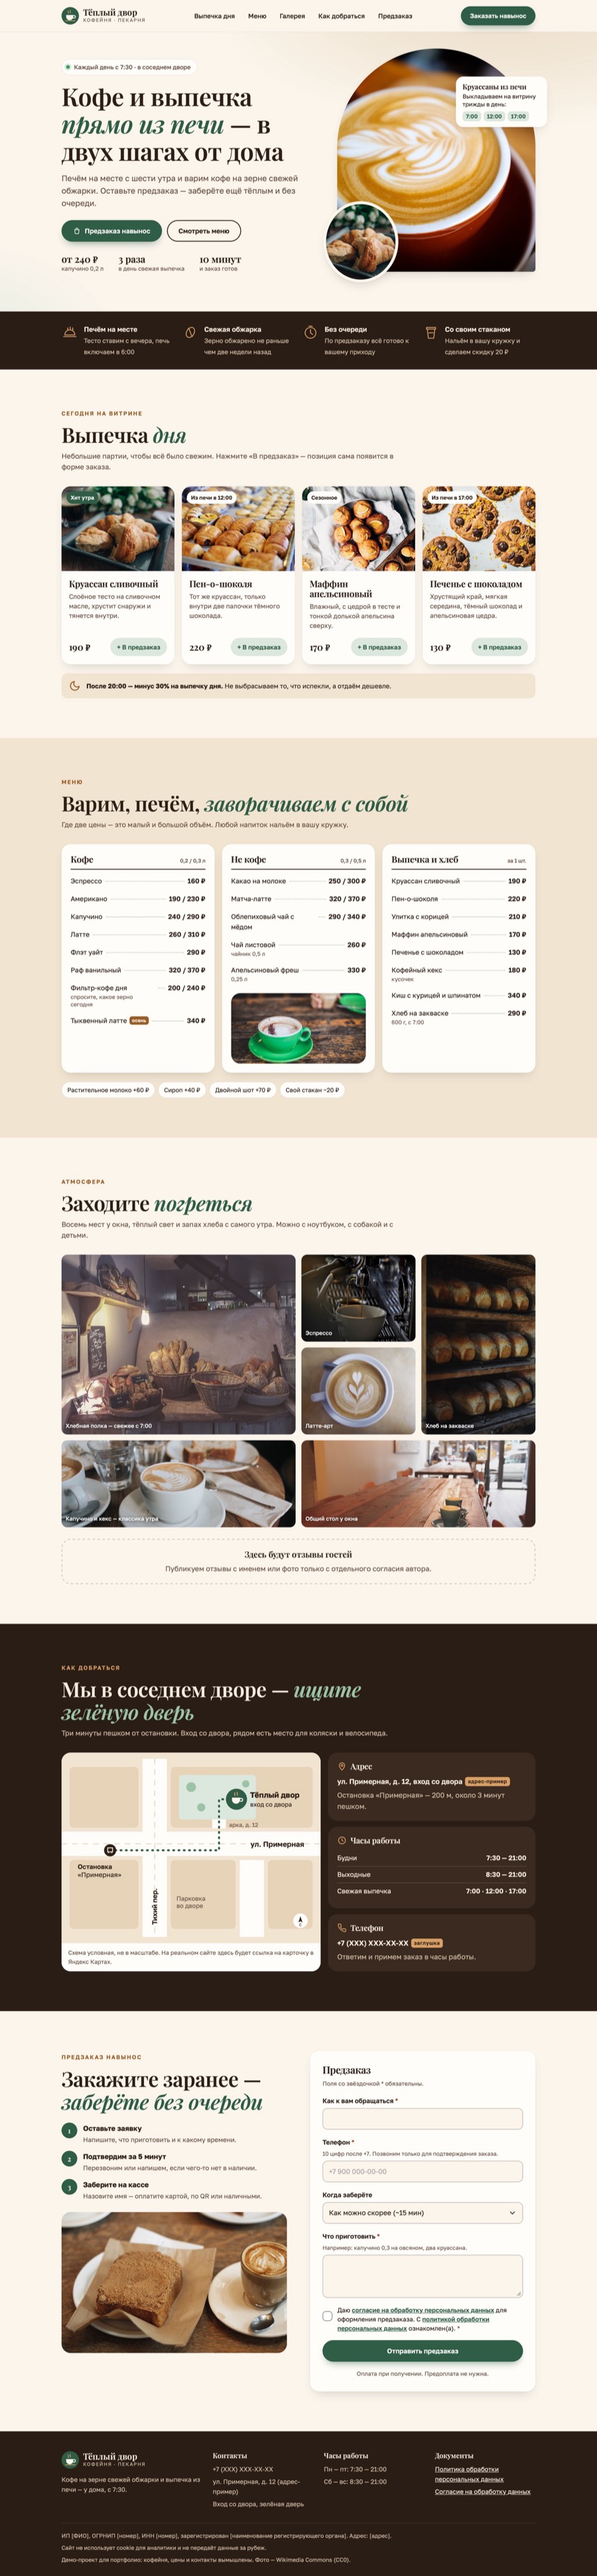 Тёплый двор
КОФЕЙНЯ · ПЕКАРНЯ
Выпечка дня
Меню
Галерея
Как добраться
Предзаказ
Заказать навынос
Каждый день с 7:30 · в соседнем дворе
Кофе и выпечка
прямо из печи — в
двух шагах от дома
Печём на месте с шести утра и варим кофе на зерне свежей
обжарки. Оставьте предзаказ — заберёте ещё тёплым и без
очереди.
Предзаказ навынос
Смотреть меню
от 240 ₽
капучино 0,2 л
3 раза
в день свежая выпечка
10 минут
и заказ готов
Круассаны из печи
Выкладываем на витрину
трижды в день:
7:00
12:00
17:00
Печём на месте
Тесто ставим с вечера, печь
включаем в 6:00
Свежая обжарка
Зерно обжарено не раньше
чем две недели назад
Без очереди
По предзаказу всё готово к
вашему приходу
Со своим стаканом
Нальём в вашу кружку и
сделаем скидку 20 ₽
СЕГОДНЯ НА ВИТРИНЕ
Выпечка дня
Небольшие партии, чтобы всё было свежим. Нажмите «В предзаказ» — позиция сама появится в
форме заказа.
Хит утра
Круассан сливочный
Слоёное тесто на сливочном
масле, хрустит снаружи и
тянется внутри.
190 ₽
+ В предзаказ
Из печи в 12:00
Пен-о-шоколя
Тот же круассан, только
внутри две палочки тёмного
шоколада.
220 ₽
+ В предзаказ
Сезонное
Маффин
апельсиновый
Влажный, с цедрой в тесте и
тонкой долькой апельсина
сверху.
170 ₽
+ В предзаказ
Из печи в 17:00
Печенье с шоколадом
Хрустящий край, мягкая
середина, тёмный шоколад и
апельсиновая цедра.
130 ₽
+ В предзаказ
После 20:00 — минус 30% на выпечку дня. Не выбрасываем то, что испекли, а отдаём дешевле.
МЕНЮ
Варим, печём, заворачиваем с собой
Где две цены — это малый и большой объём. Любой напиток нальём в вашу кружку.
Кофе 0,2 / 0,3 л
Эспрессо 160 ₽
Американо 190 / 230 ₽
Капучино 240 / 290 ₽
Латте 260 / 310 ₽
Флэт уайт 290 ₽
Раф ванильный 320 / 370 ₽
Фильтр-кофе дня 200 / 240 ₽
спросите, какое зерно
сегодня
Тыквенный латте осень 340 ₽
Не кофе 0,3 / 0,5 л
Какао на молоке 250 / 300 ₽
Матча-латте 320 / 370 ₽
Облепиховый чай с 290 / 340 ₽
мёдом
Чай листовой 260 ₽
чайник 0,5 л
Апельсиновый фреш 330 ₽
0,25 л
Выпечка и хлеб за 1 шт.
Круассан сливочный 190 ₽
Пен-о-шоколя 220 ₽
Улитка с корицей 210 ₽
Маффин апельсиновый 170 ₽
Печенье с шоколадом 130 ₽
Кофейный кекс 180 ₽
кусочек
Киш с курицей и шпинатом 340 ₽
Хлеб на закваске 290 ₽
600 г, с 7:00
Растительное молоко +60 ₽
Сироп +40 ₽
Двойной шот +70 ₽
Свой стакан −20 ₽
АТМОСФЕРА
Заходите погреться
Восемь мест у окна, тёплый свет и запах хлеба с самого утра. Можно с ноутбуком, с собакой и с
детьми.
Хлебная полка — свежее с 7:00
Эспрессо
Латте-арт
Хлеб на закваске
Капучино и кекс — классика утра
Общий стол у окна
Здесь будут отзывы гостей
Публикуем отзывы с именем или фото только с отдельного согласия автора.
КАК ДОБРАТЬСЯ
Мы в соседнем дворе — ищите
зелёную дверь
Три минуты пешком от остановки. Вход со двора, рядом есть место для коляски и велосипеда.
Тёплый двор
вход со двора
арка, д. 12
ул. Примерная
Остановка
«Примерная»
Тихий пер.
Парковка
во дворе
С
Схема условная, не в масштабе. На реальном сайте здесь будет ссылка на карточку в
Яндекс Картах.
Адрес
ул. Примерная, д. 12, вход со двора адрес-пример
Остановка «Примерная» — 200 м, около 3 минут
пешком.
Часы работы
Будни 7:30 — 21:00
Выходные 8:30 — 21:00
Свежая выпечка 7:00 · 12:00 · 17:00
Телефон
+7 (XXX) XXX-XX-XX заглушка
Ответим и примем заказ в часы работы.
ПРЕДЗАКАЗ НАВЫНОС
Закажите заранее —
заберёте без очереди
1
Оставьте заявку
Напишите, что приготовить и к какому времени.
2
Подтвердим за 5 минут
Перезвоним или напишем, если чего-то нет в наличии.
3
Заберите на кассе
Назовите имя — оплатите картой, по QR или наличными.
Предзаказ
Поля со звёздочкой * обязательны.
Как к вам обращаться *
Телефон *
10 цифр после +7. Позвоним только для подтверждения заказа.
+7 900 000-00-00
Когда заберёте
Как можно скорее (~15 мин)
Что приготовить *
Например: капучино 0,3 на овсяном, два круассана.
Даю согласие на обработку персональных данных для
оформления предзаказа. С политикой обработки
персональных данных ознакомлен(а). *
Отправить предзаказ
Оплата при получении. Предоплата не нужна.
Тёплый двор
КОФЕЙНЯ · ПЕКАРНЯ
Кофе на зерне свежей обжарки и выпечка из
печи — у дома, с 7:30.
Контакты
+7 (XXX) XXX-XX-XX
ул. Примерная, д. 12 (адрес-
пример)
Вход со двора, зелёная дверь
Часы работы
Пн — пт: 7:30 — 21:00
Сб — вс: 8:30 — 21:00
Документы
Политика обработки
персональных данных
Согласие на обработку данных
ИП [ФИО], ОГРНИП [номер], ИНН [номер], зарегистрирован [наименование регистрирующего органа]. Адрес: [адрес].
Сайт не использует cookie для аналитики и не передаёт данные за рубеж.
Демо-проект для портфолио: кофейня, цены и контакты вымышлены. Фото — Wikimedia Commons (CC0).